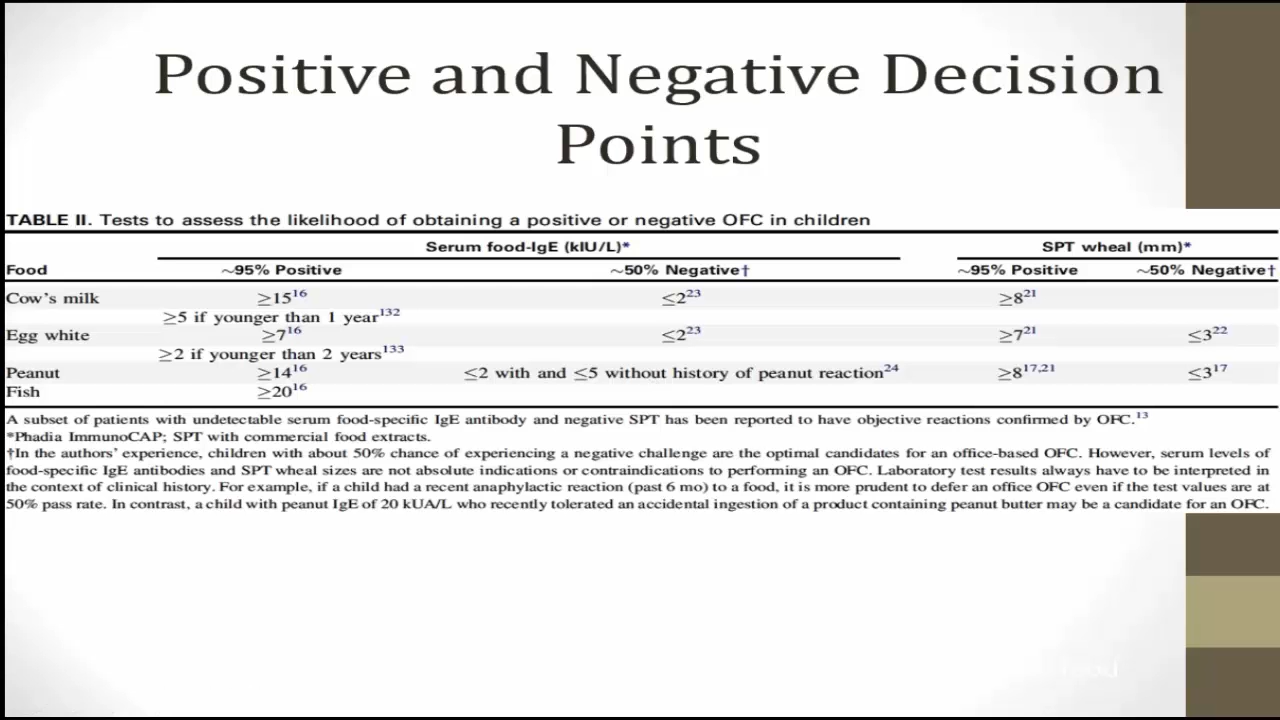 Positive and Negative Decision
Points
TABLE II. Tests to assess the likelihood of obtaining a positive or negative OFC in children
Serum food-IgE (kIU/L)* SPT wheal (mm)*
Food ~95% Positive ~50% Negative† ~95% Positive ~50% Negative†
Cow's milk ≥15¹⁶ ≤2²³ ≥8²¹
≥5 if younger than 1 year¹³²
Egg white ≥7¹⁶ ≤2²³ ≥7²¹ ≤3²²
≥2 if younger than 2 years¹³³
Peanut ≥14¹⁶ ≤2 with and ≤5 without history of peanut reaction²⁴ ≥8¹⁷,²¹ ≤3¹⁷
Fish ≥20¹⁶
A subset of patients with undetectable serum food-specific IgE antibody and negative SPT has been reported to have objective reactions confirmed by OFC.¹³
*Phadia ImmunoCAP; SPT with commercial food extracts.
†In the authors' experience, children with about 50% chance of experiencing a negative challenge are the optimal candidates for an office-based OFC. However, serum levels of
food-specific IgE antibodies and SPT wheal sizes are not absolute indications or contraindications to performing an OFC. Laboratory test results always have to be interpreted in
the context of clinical history. For example, if a child had a recent anaphylactic reaction (past 6 mo) to a food, it is more prudent to defer an office OFC even if the test values are at
50% pass rate. In contrast, a child with peanut IgE of 20 kUA/L who recently tolerated an accidental ingestion of a product containing peanut butter may be a candidate for an OFC.